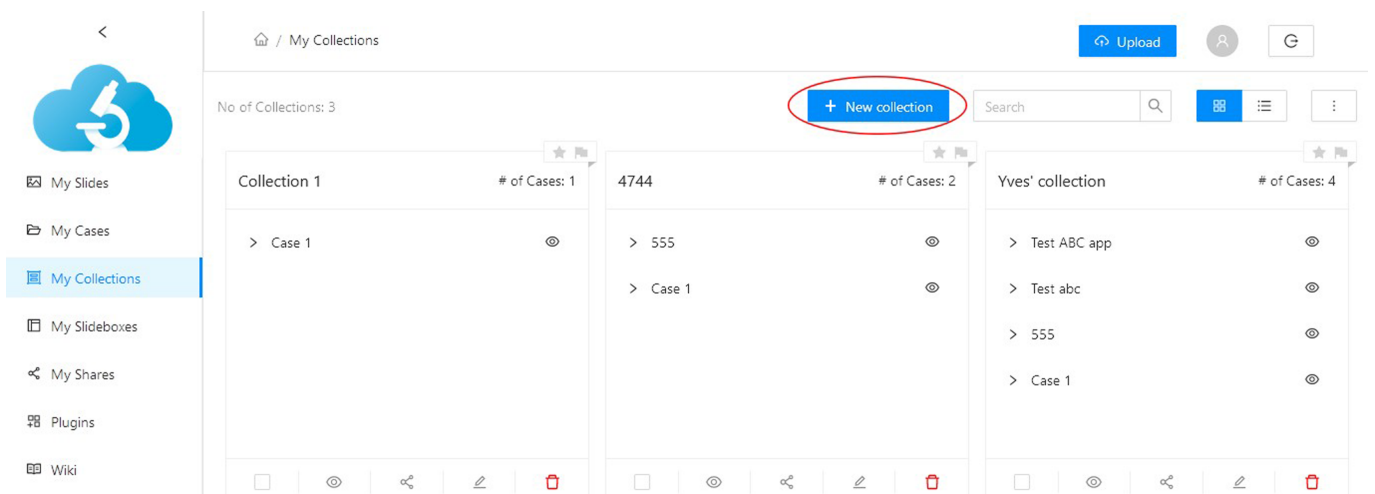 / My Collections
Upload
No of Collections: 3
+ New collection
Search
My Slides
My Cases
My Collections
My Slideboxes
My Shares
Plugins
Wiki
Collection 1
# of Cases: 1
Case 1
4744
# of Cases: 2
555
Case 1
Yves' collection
# of Cases: 4
Test ABC app
Test abc
555
Case 1